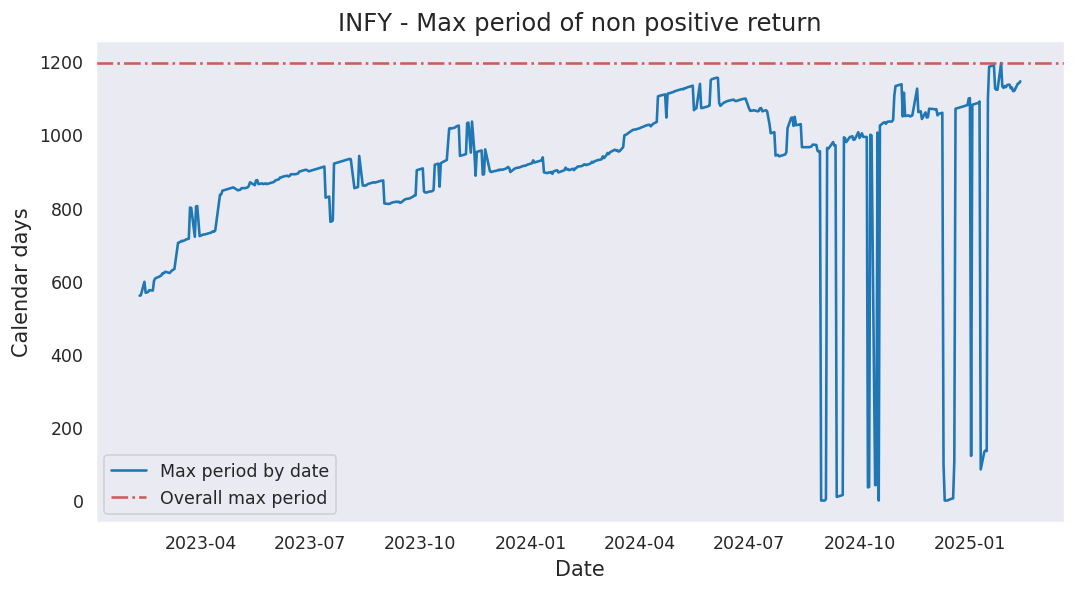 INFY - Max period of non positive return
Calendar days
1200
1000
800
600
400
200
0
Max period by date
Overall max period
2023-04 2023-07 2023-10 2024-01 2024-04 2024-07 2024-10 2025-01
Date